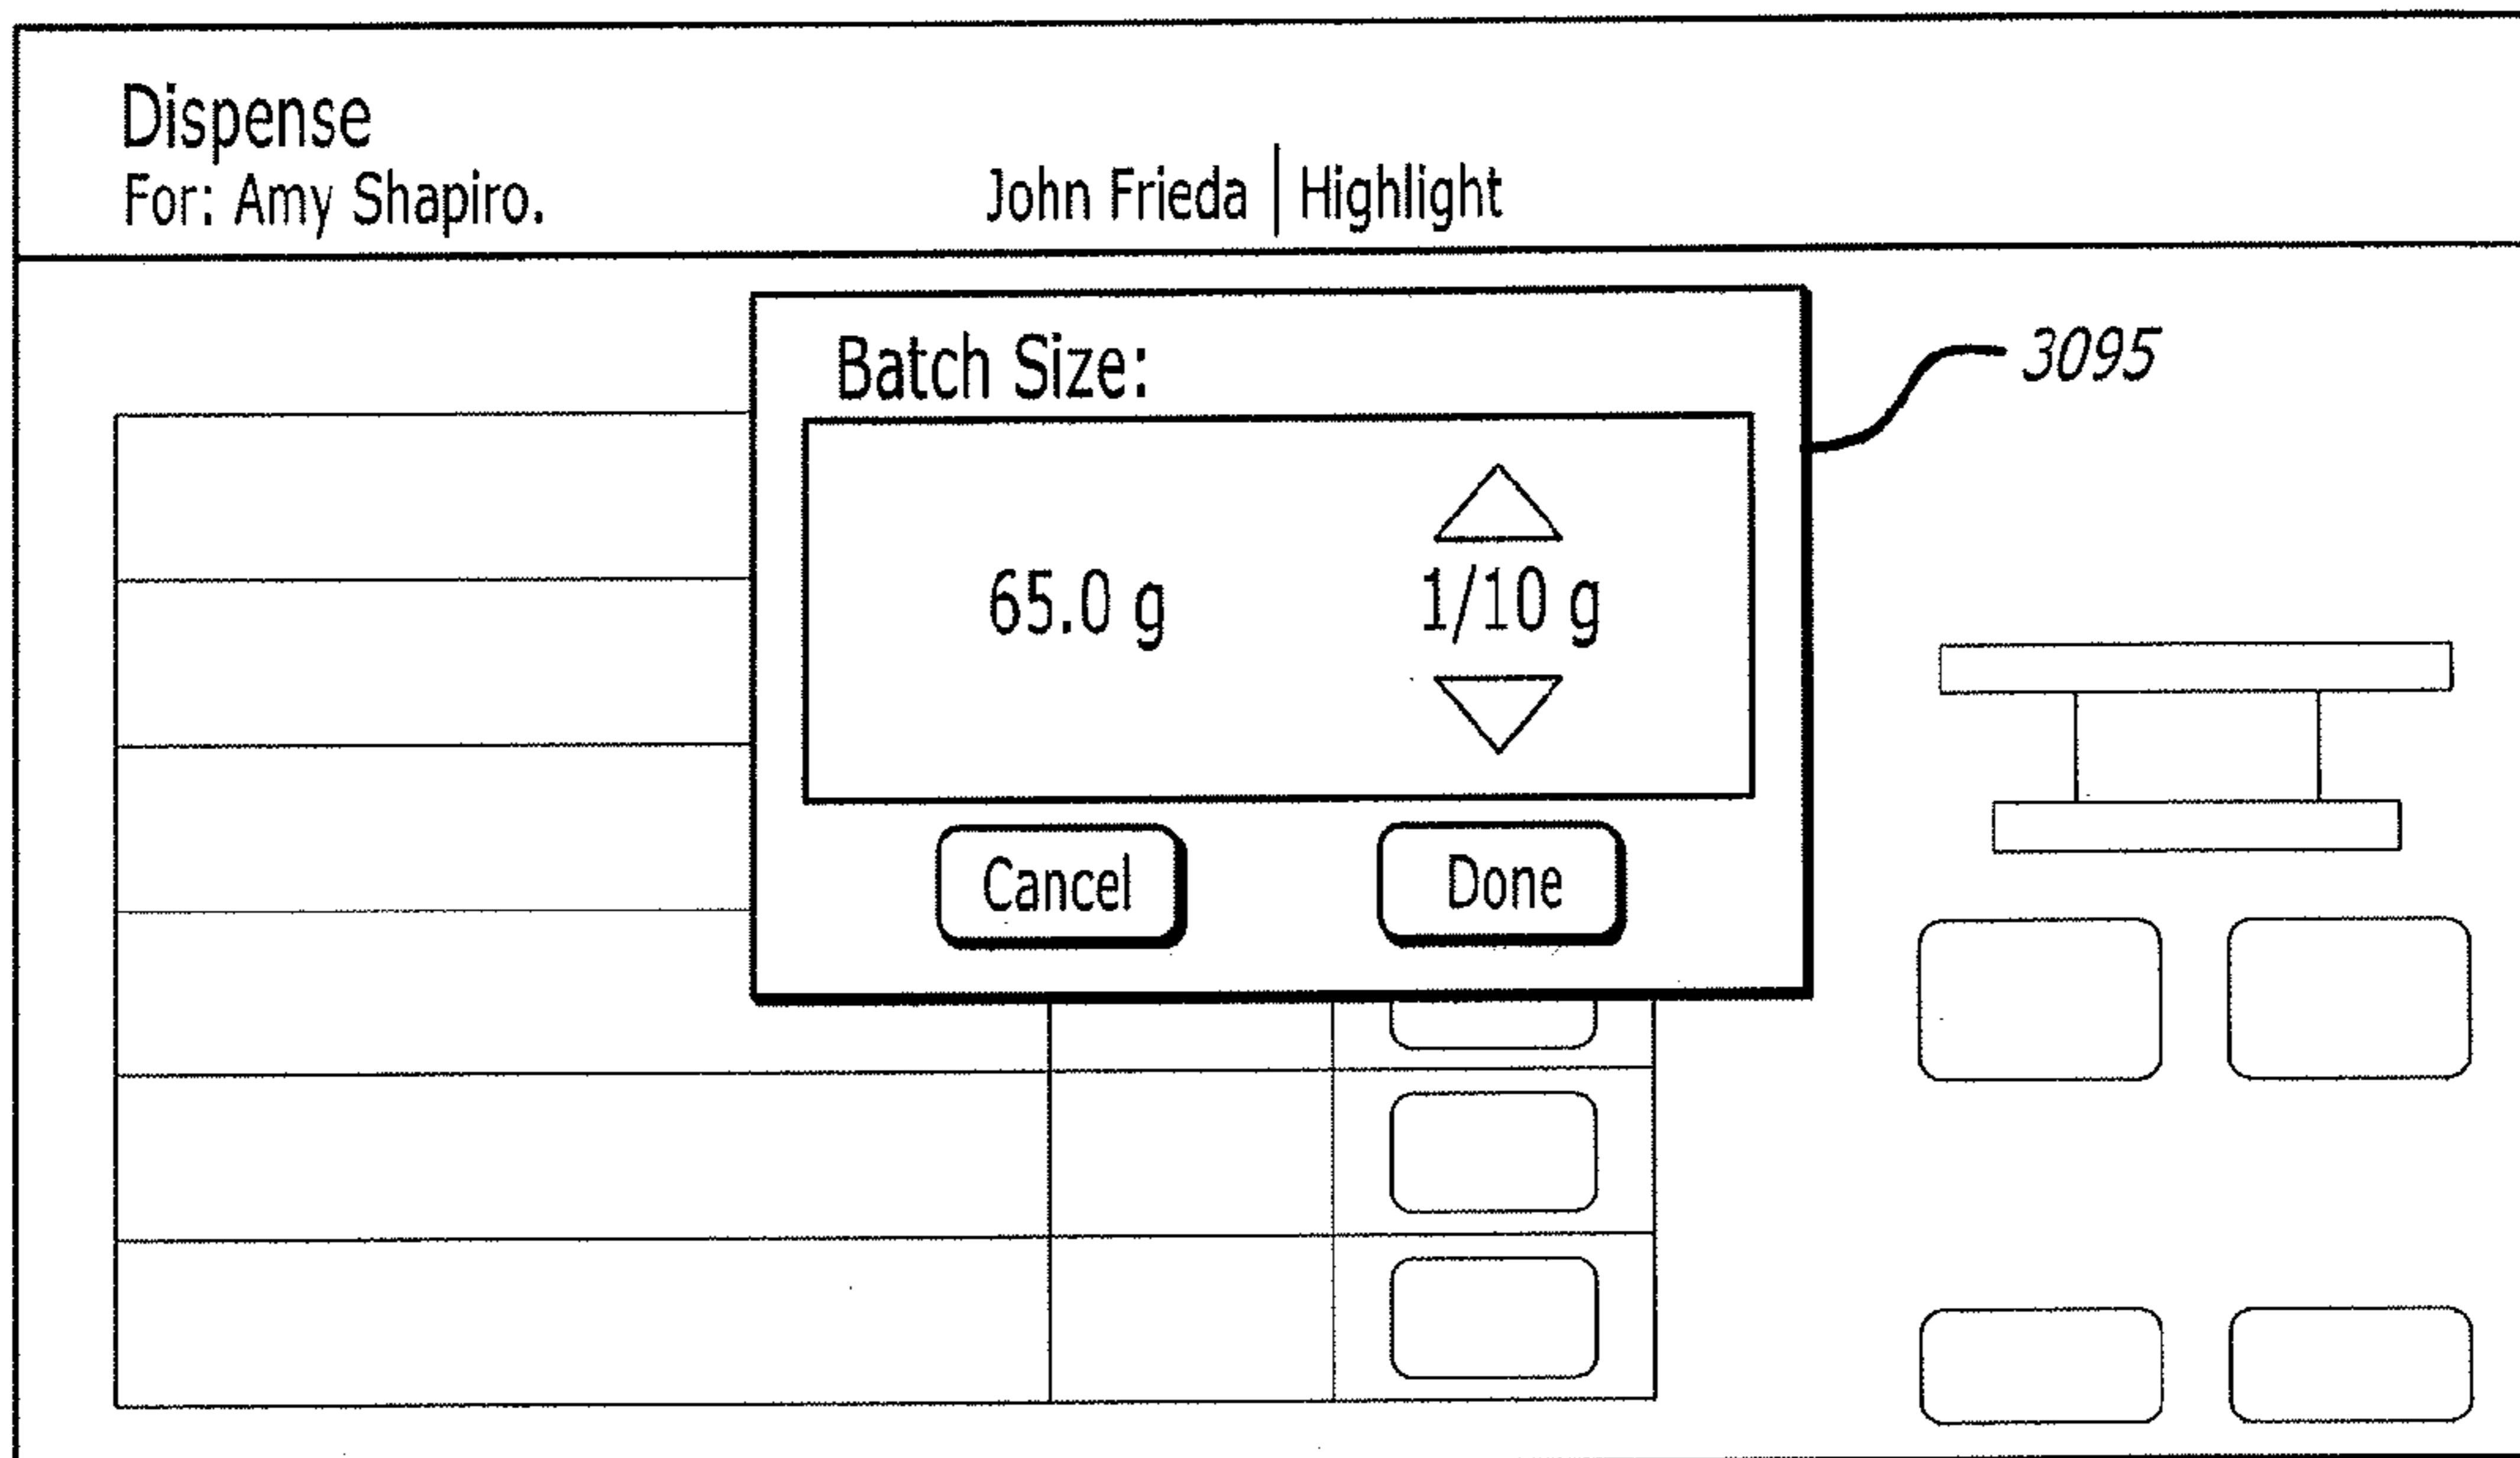 Dispense
For: Amy Shapiro.
John Frieda | Highlight
Batch Size:
3095
65.0 g
1/10 g
Cancel
Done